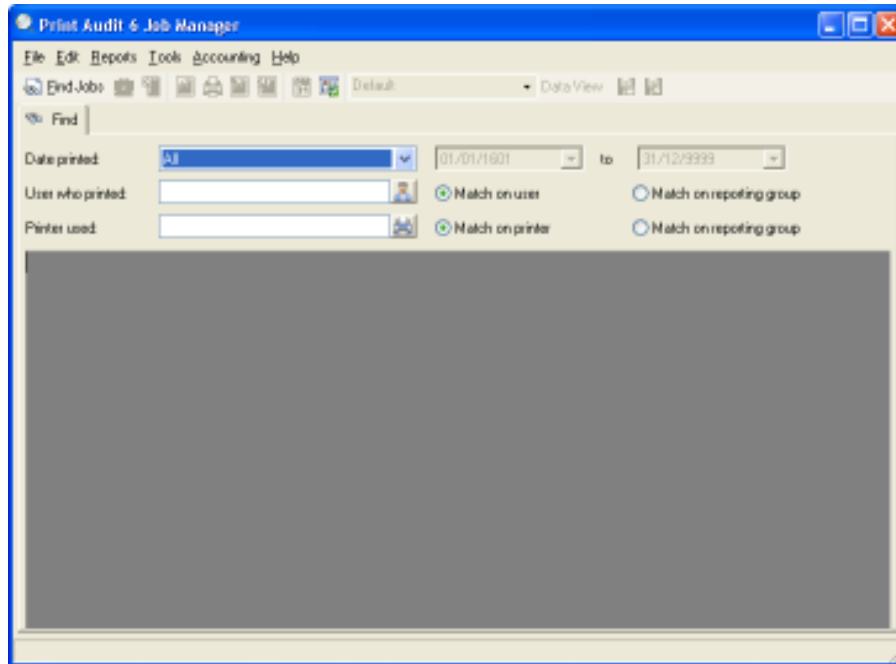 Print Audit 6 Job Manager
File Edit Reports Tools Accounting Help
Find Jobs Default Data View
Find
Date printed: All 01/01/1601 to 31/12/9999
User who printed: Match on user Match on reporting group
Printer used: Match on printer Match on reporting group